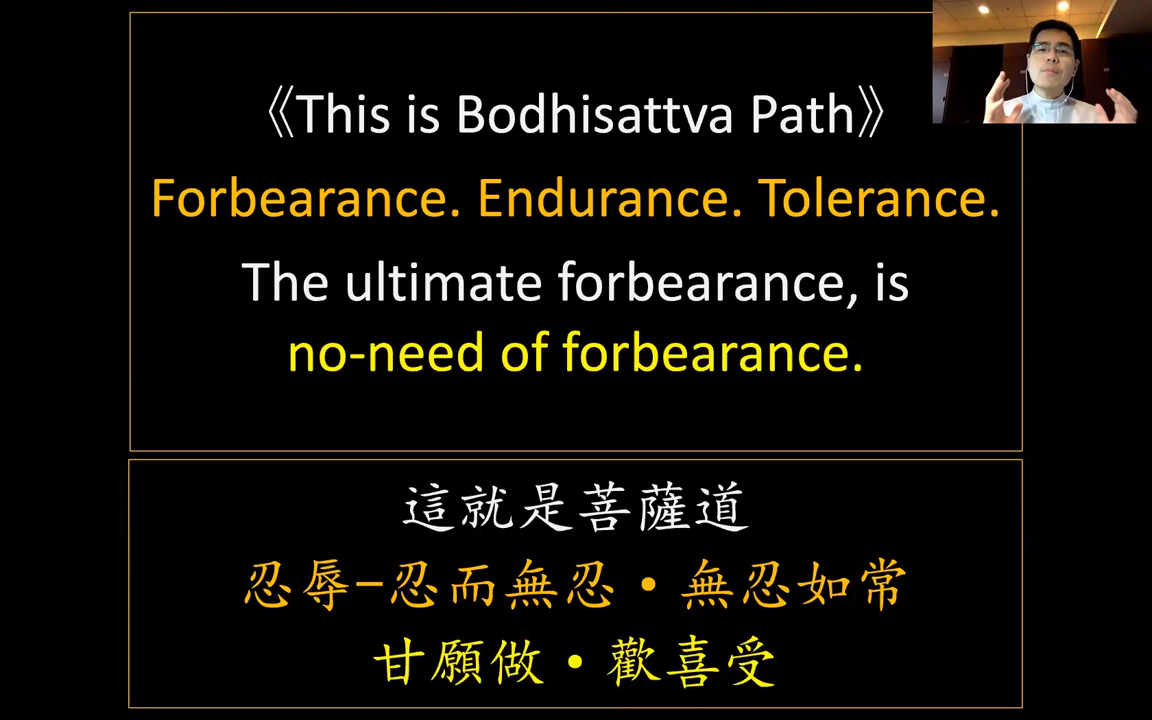 《This is Bodhisattva Path》
Forbearance. Endurance. Tolerance.
The ultimate forbearance, is
no-need of forbearance.
這就是菩薩道
忍辱–忍而無忍•無忍如常
甘願做•歡喜受